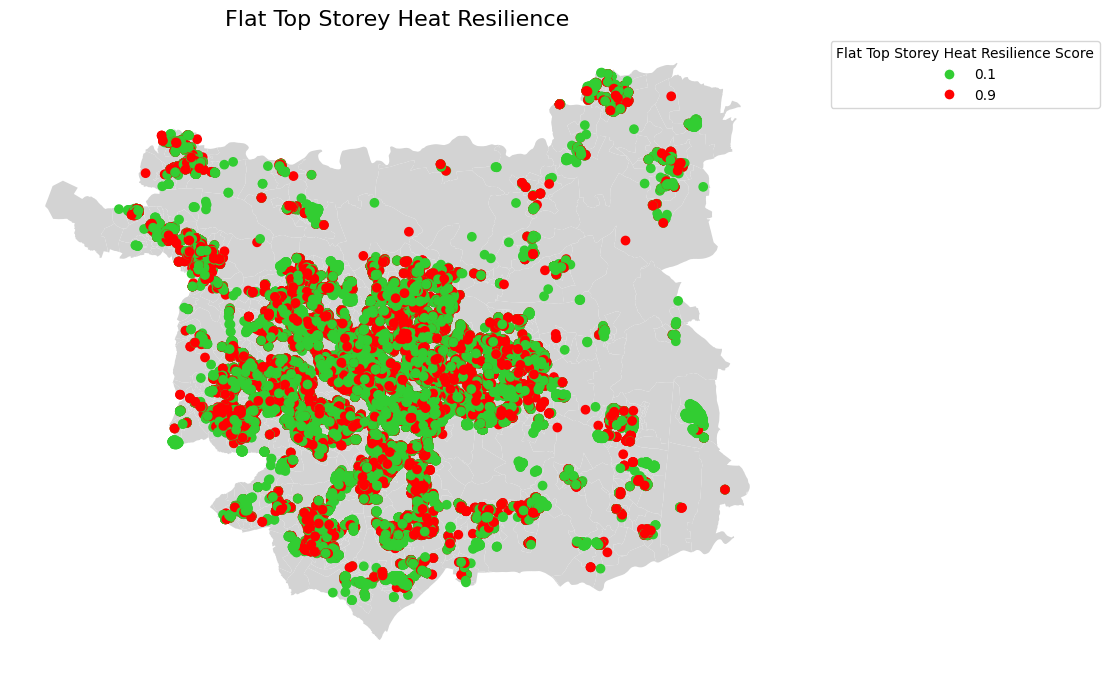 Flat Top Storey Heat Resilience
Flat Top Storey Heat Resilience Score
0.1
0.9